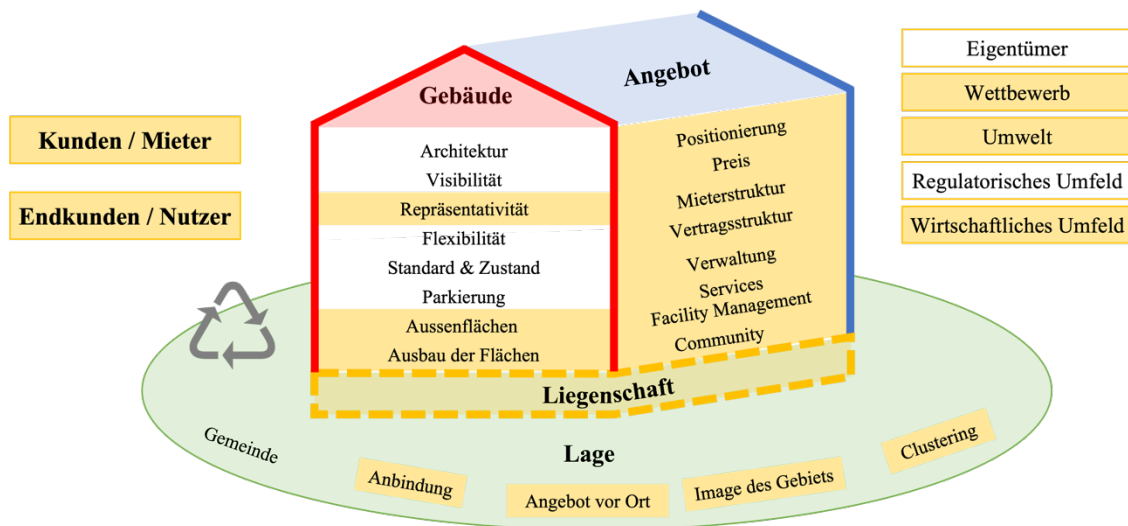 Kunden / Mieter
Endkunden / Nutzer
Gebäude
Architektur
Visibilität
Repräsentativität
Flexibilität
Standard & Zustand
Parkierung
Aussenflächen
Ausbau der Flächen
Angebot
Positionierung
Preis
Mieterstruktur
Vertragsstruktur
Verwaltung
Services
Facility Management
Community
Eigentümer
Wettbewerb
Umwelt
Regulatorisches Umfeld
Wirtschaftliches Umfeld
Liegenschaft
Lage
Gemeinde
Anbindung
Angebot vor Ort
Image des Gebiets
Clustering